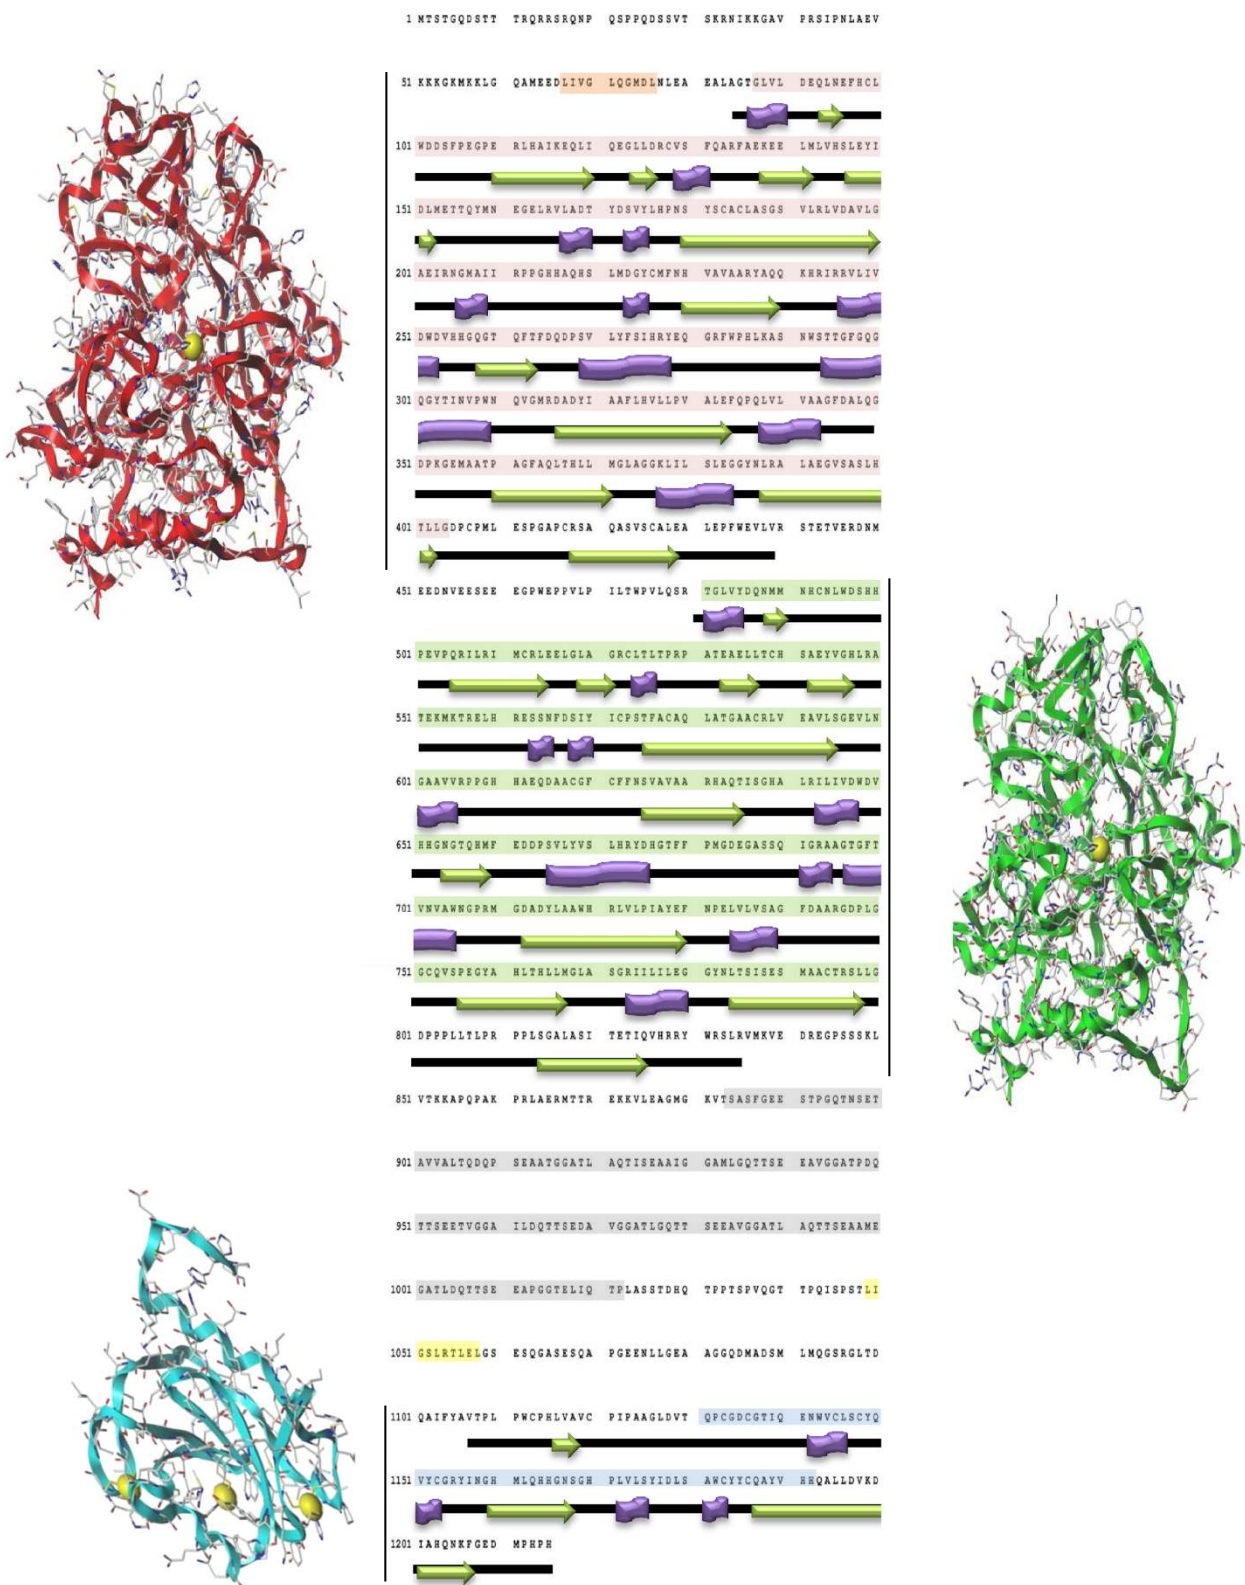 1 MTSTGQDSTT TRQRRSRQNP QSPPQDSSVT SKRNIKKGAV PRSIPNLAEV
51 KKKGKMKKLG QAMEEDLIVG LQGMDLNLEA EALAGTGLVL DEQLNEFHCL
101 WDDSFPEGPE RLHAIKEQLI QEGLLDRCVS FQARFAEKEE LMLVHSLEYI
151 DLMETTQYMN EGELRVLADT YDSVYLHPNS YSCACLASGS VLRLVDAVLG
201 AEIRNGMAII RPPGHHAQHS LMDGYCMFNH VAVAARYAQQ KHRIRRVLIV
251 DWDVHHGQGT QFTFDQDPSV LYFSIHRYEQ GRFWPHLKAS NWSTTGFGQG
301 QGYTINVPWN QVGMRDADYI AAFLHVLLPV ALEFQPQLVL VAAGFDALQG
351 DPKGEMAATP AGFAQLTHLL MGLAGGKLIL SLEGGYNLRA LAEGVSASLH
401 TLLGDPCPML ESPGAPCRSA QASVSCALEA LEPFWEVLVR STETVERDNM
451 EEDNVEESEE EGPWEPPVLP ILTWPVLQSR TGLVYDQNMM NHCNLWDSHH
501 PEVPQRILRI MCRLEELGLA GRCLTLTPRP ATEAELLTCH SAEYVGHLRA
551 TEKMKTRELH RESSNFDSIY ICPSTFACAQ LATGAACRLV EAVLSGEVLN
601 GAAVVRPPGH HAEQDAACGF CFFNSVAVAA RHAQTISGHA LRILIVDWDV
651 HHGNGTQHMF EDDPSVLYVS LHRYDHGTFF PMGDEGASSQ IGRAAGTGFT
701 VNVAWNGPRM GDADYLAAWH RLVLPIAYEF NPELVLVSAG FDAARGDPLG
751 GCQVSPEGYA HLTHLLMGLA SGRIILILEG GYNLTSISES MAACTRSLLG
801 DPPPLLTLPR PPLSGALASI TETIQVHRRY WRSLRVMKVE DREGPSSSKL
851 VTKKAPQPAK PRLAERMTTR EKKVLEAGMG KVTSASFGEE STPGQTNSET
901 AVVALTQDQP SEAATGGATL AQTISEAAIG GAMLGQTTSE EAVGGATPDQ
951 TTSEETVGGA ILDQTTSEDA VGGATLGQTT SEEAVGGATL AQTTSEAAME
1001 GATLDQTTSE EAPGGTELIQ TPLASSTDHQ TPPTSPVQGT TPQISPSTLI
1051 GSLRTLELGS ESQGASESQA PGEENLLGEA AGGQDMADSM LMQGSRGLTD
1101 QAIFYAVTPL PWCPHLVAVC PIPAAGLDVT QPCGDCGTIQ ENWVCLSCYQ
1151 VYCGRYINGH MLQHHGNSGH PLVLSYIDLS AWCYYCQAYV HHQALLDVKD
1201 IAHQNKFGED MPHPH